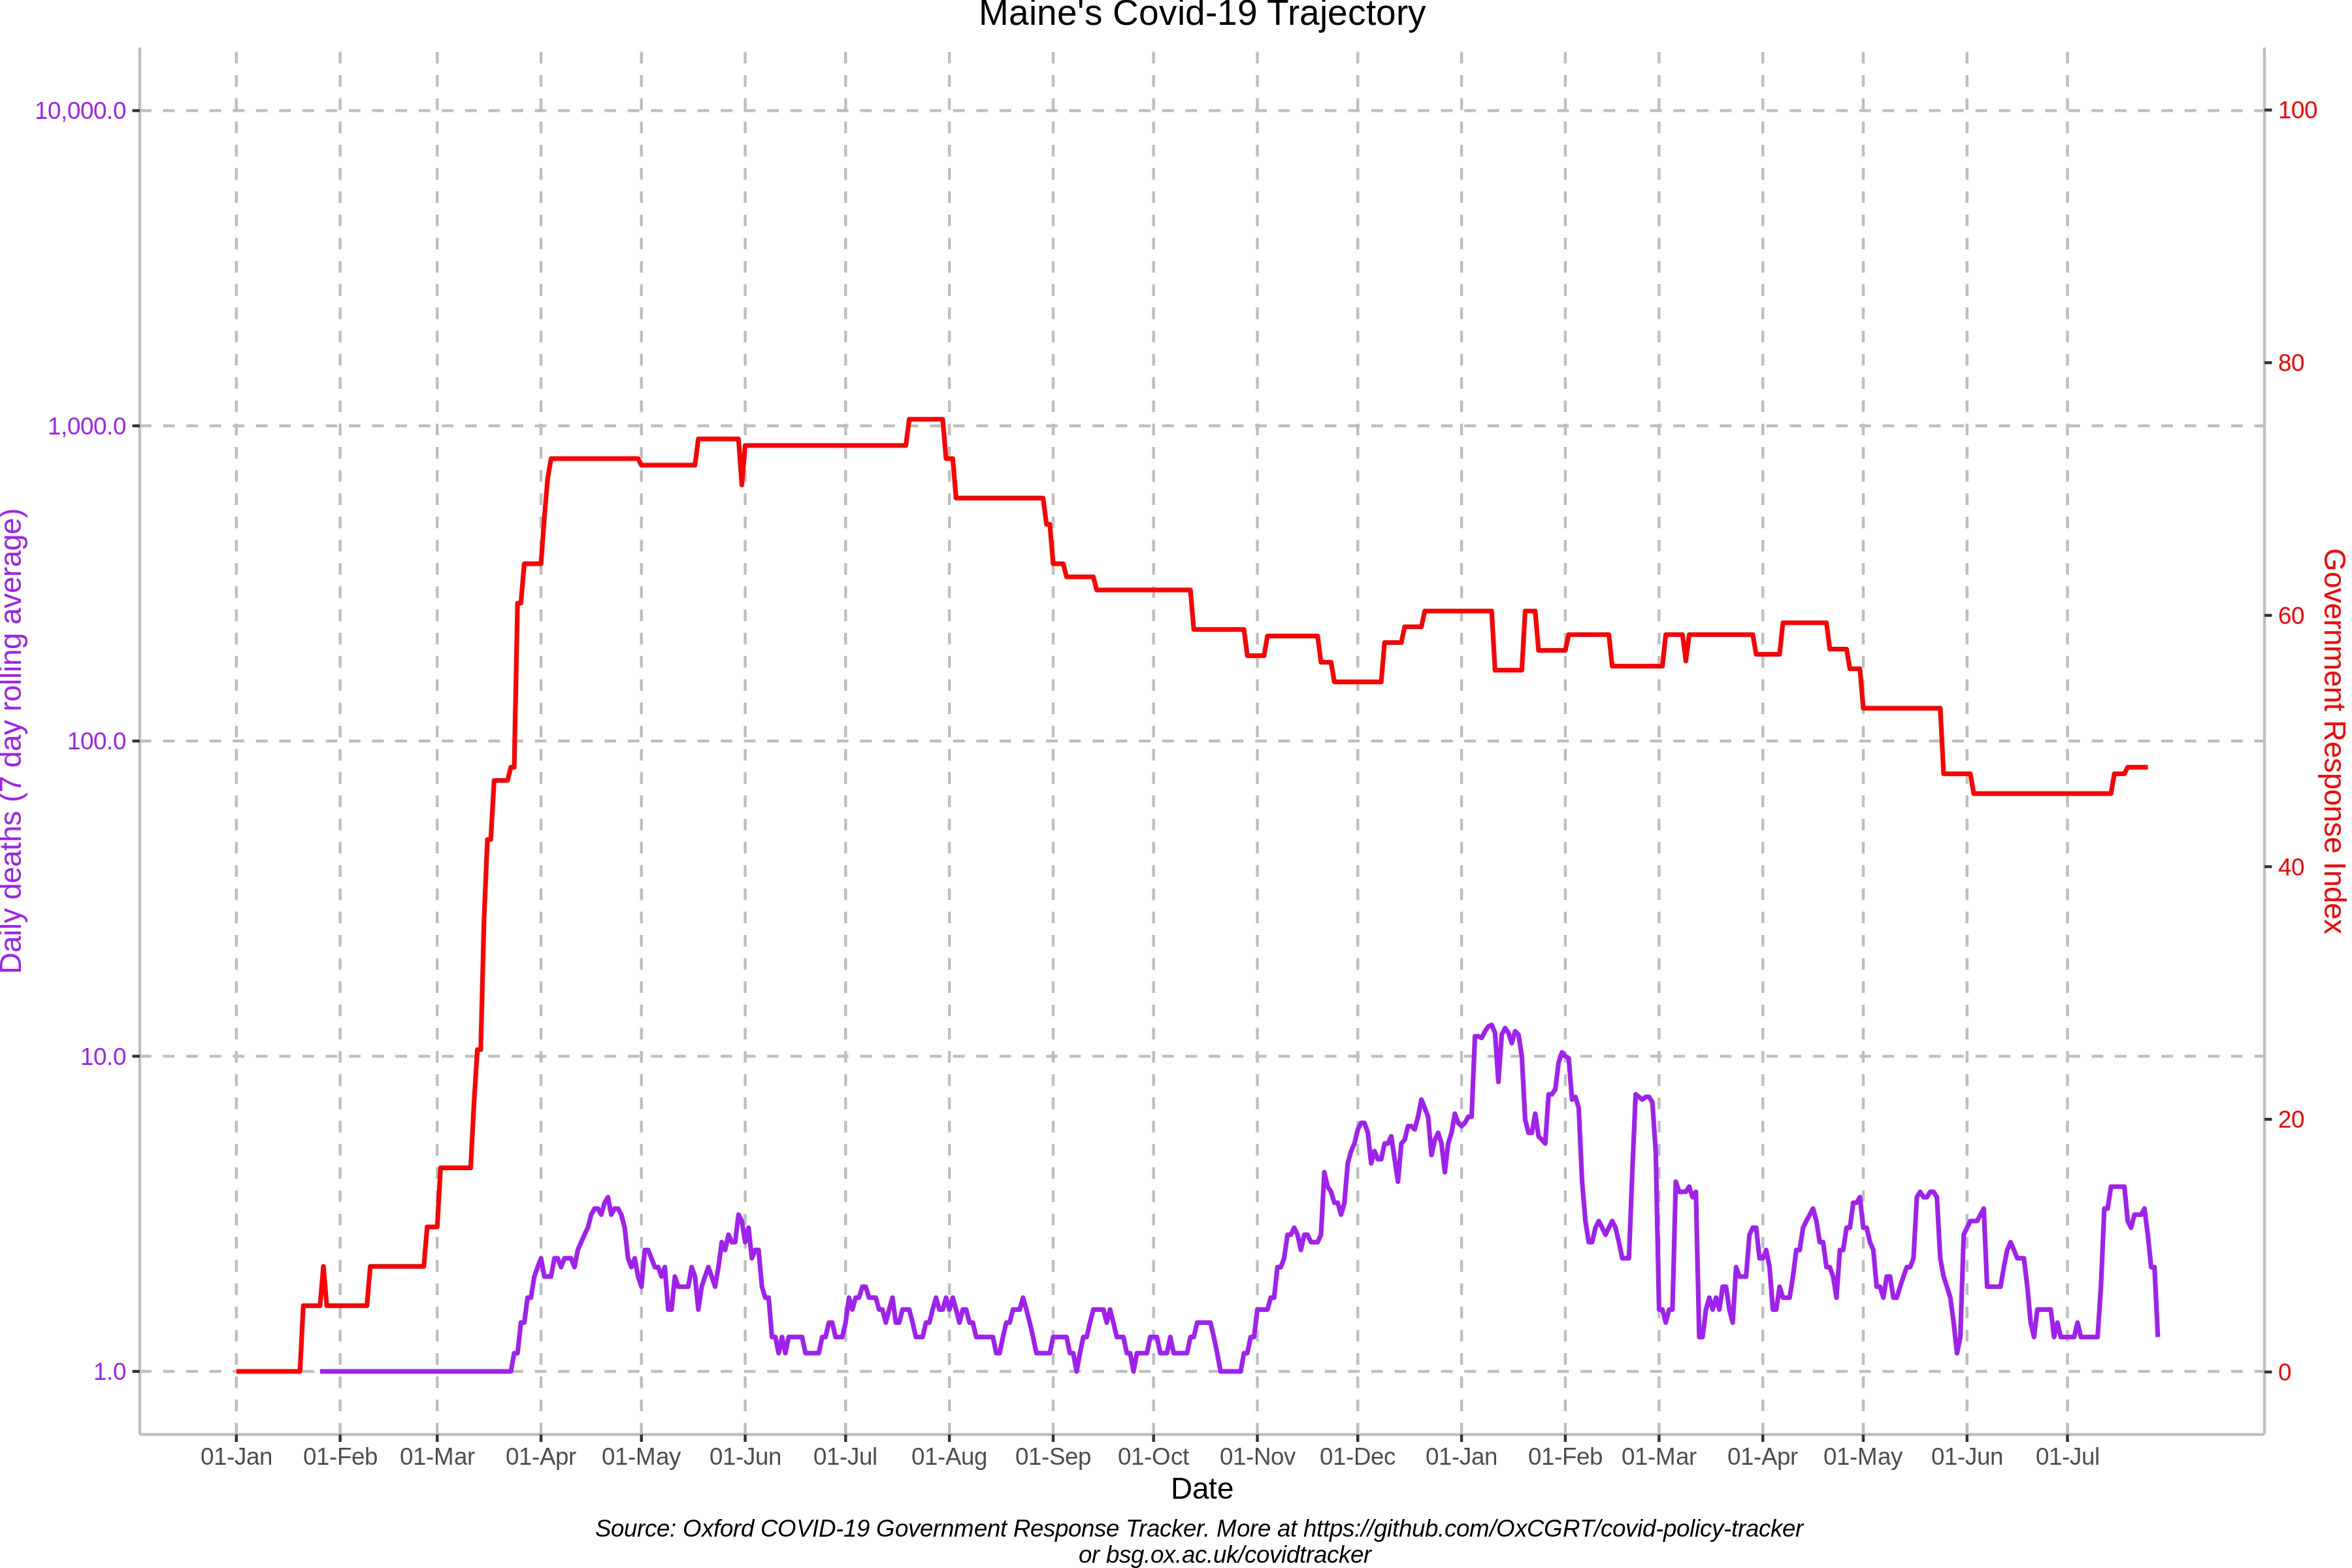 Maine's Covid-19 Trajectory
10,000.0
1,000.0
100.0
10.0
1.0
Daily deaths (7 day rolling average)
100
80
60
40
20
0
Government Response Index
01-Jan 01-Feb 01-Mar 01-Apr 01-May 01-Jun 01-Jul 01-Aug 01-Sep 01-Oct 01-Nov 01-Dec 01-Jan 01-Feb 01-Mar 01-Apr 01-May 01-Jun 01-Jul
Date
Source: Oxford COVID-19 Government Response Tracker. More at https://github.com/OxCGRT/covid-policy-tracker
or bsg.ox.ac.uk/covidtracker